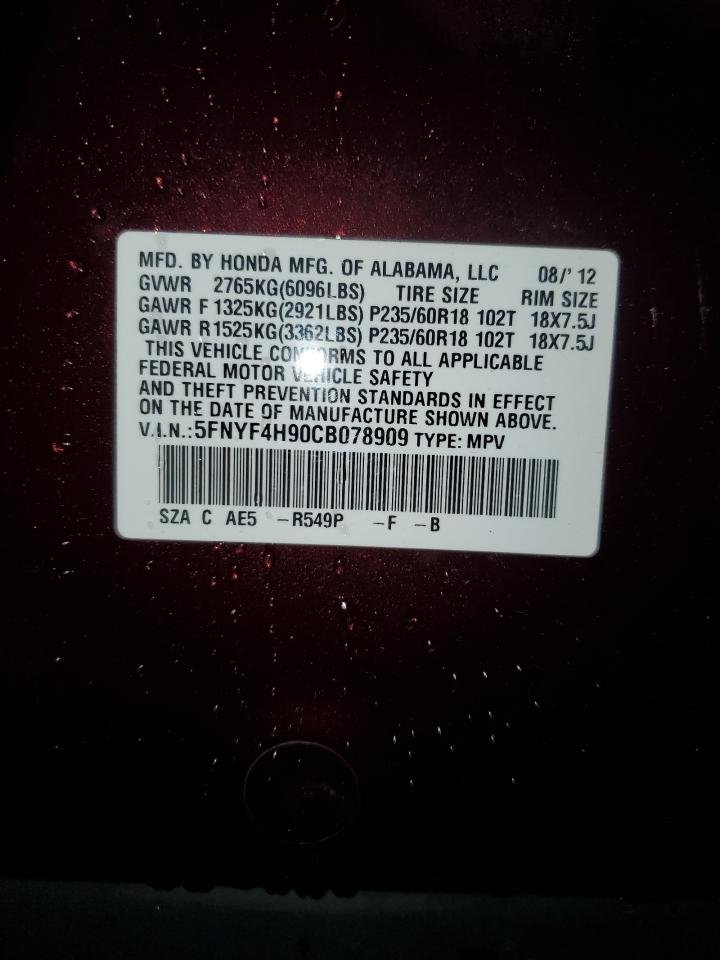 MFD. BY HONDA MFG. OF ALABAMA, LLC 08/' 12
GVWR 2765KG(6096LBS) TIRE SIZE RIM SIZE
GAWR F 1325KG(2921LBS) P235/60R18 102T 18X7.5J
GAWR R 1525KG(3362LBS) P235/60R18 102T 18X7.5J
THIS VEHICLE CONFORMS TO ALL APPLICABLE
FEDERAL MOTOR VEHICLE SAFETY
AND THEFT PREVENTION STANDARDS IN EFFECT
ON THE DATE OF MANUFACTURE SHOWN ABOVE.
V.I.N.:5FNYF4H90CB078909 TYPE: MPV
SZA C AE5 –R549P –F –B